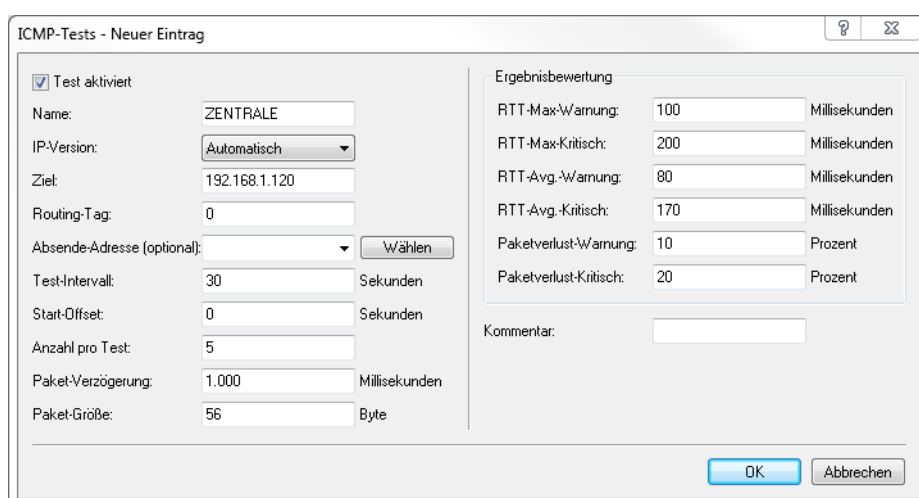 ICMP-Tests - Neuer Eintrag
Test aktiviert
Name: ZENTRALE
IP-Version: Automatisch
Ziel: 192.168.1.120
Routing-Tag: 0
Absende-Adresse (optional): Wählen
Test-Intervall: 30 Sekunden
Start-Offset: 0 Sekunden
Anzahl pro Test: 5
Paket-Verzögerung: 1.000 Millisekunden
Paket-Größe: 56 Byte
Ergebnisbewertung
RTT-Max-Warnung: 100 Millisekunden
RTT-Max-Kritisch: 200 Millisekunden
RTT-Avg.-Warnung: 80 Millisekunden
RTT-Avg.-Kritisch: 170 Millisekunden
Paketverlust-Warnung: 10 Prozent
Paketverlust-Kritisch: 20 Prozent
Kommentar:
OK Abbrechen